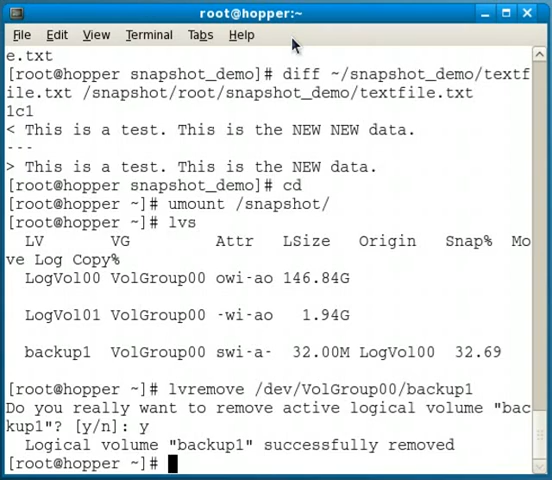 root@hopper:~
File Edit View Terminal Tabs Help
e.txt
[root@hopper snapshot_demo]# diff ~/snapshot_demo/textf
ile.txt /snapshot/root/snapshot_demo/textfile.txt
1c1
< This is a test. This is the NEW NEW data.
---
> This is a test. This is the NEW data.
[root@hopper snapshot_demo]# cd
[root@hopper ~]# umount /snapshot/
[root@hopper ~]# lvs
  LV       VG         Attr   LSize   Origin   Snap%  Mo
ve Log Copy%
  LogVol00 VolGroup00 owi-ao 146.84G
  LogVol01 VolGroup00 -wi-ao   1.94G
  backup1  VolGroup00 swi-a-  32.00M LogVol00  32.69
[root@hopper ~]# lvremove /dev/VolGroup00/backup1
Do you really want to remove active logical volume "bac
kup1"? [y/n]: y
  Logical volume "backup1" successfully removed
[root@hopper ~]#